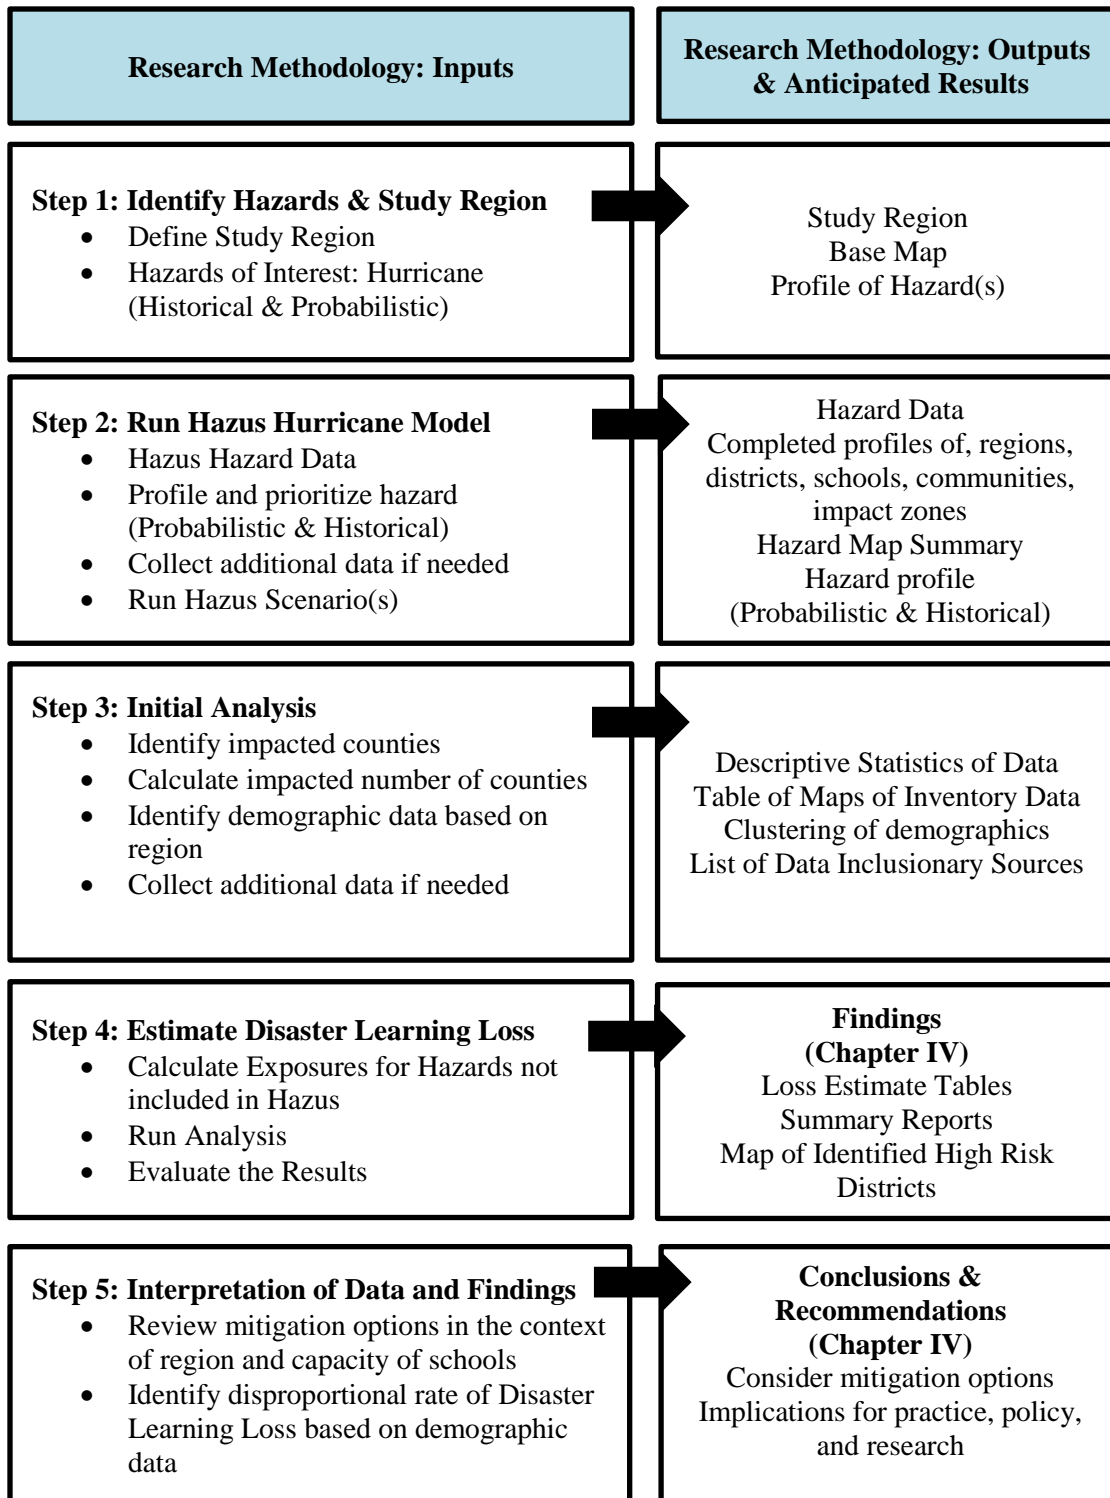 Research Methodology: Inputs
Research Methodology: Outputs
& Anticipated Results
Step 1: Identify Hazards & Study Region
• Define Study Region
• Hazards of Interest: Hurricane
(Historical & Probabilistic)
Study Region
Base Map
Profile of Hazard(s)
Step 2: Run Hazus Hurricane Model
• Hazus Hazard Data
• Profile and prioritize hazard
(Probabilistic & Historical)
• Collect additional data if needed
• Run Hazus Scenario(s)
Hazard Data
Completed profiles of, regions,
districts, schools, communities,
impact zones
Hazard Map Summary
Hazard profile
(Probabilistic & Historical)
Step 3: Initial Analysis
• Identify impacted counties
• Calculate impacted number of counties
• Identify demographic data based on
region
• Collect additional data if needed
Descriptive Statistics of Data
Table of Maps of Inventory Data
Clustering of demographics
List of Data Inclusionary Sources
Step 4: Estimate Disaster Learning Loss
• Calculate Exposures for Hazards not
included in Hazus
• Run Analysis
• Evaluate the Results
Findings
(Chapter IV)
Loss Estimate Tables
Summary Reports
Map of Identified High Risk
Districts
Step 5: Interpretation of Data and Findings
• Review mitigation options in the context
of region and capacity of schools
• Identify disproportional rate of Disaster
Learning Loss based on demographic
data
Conclusions &
Recommendations
(Chapter IV)
Consider mitigation options
Implications for practice, policy,
and research